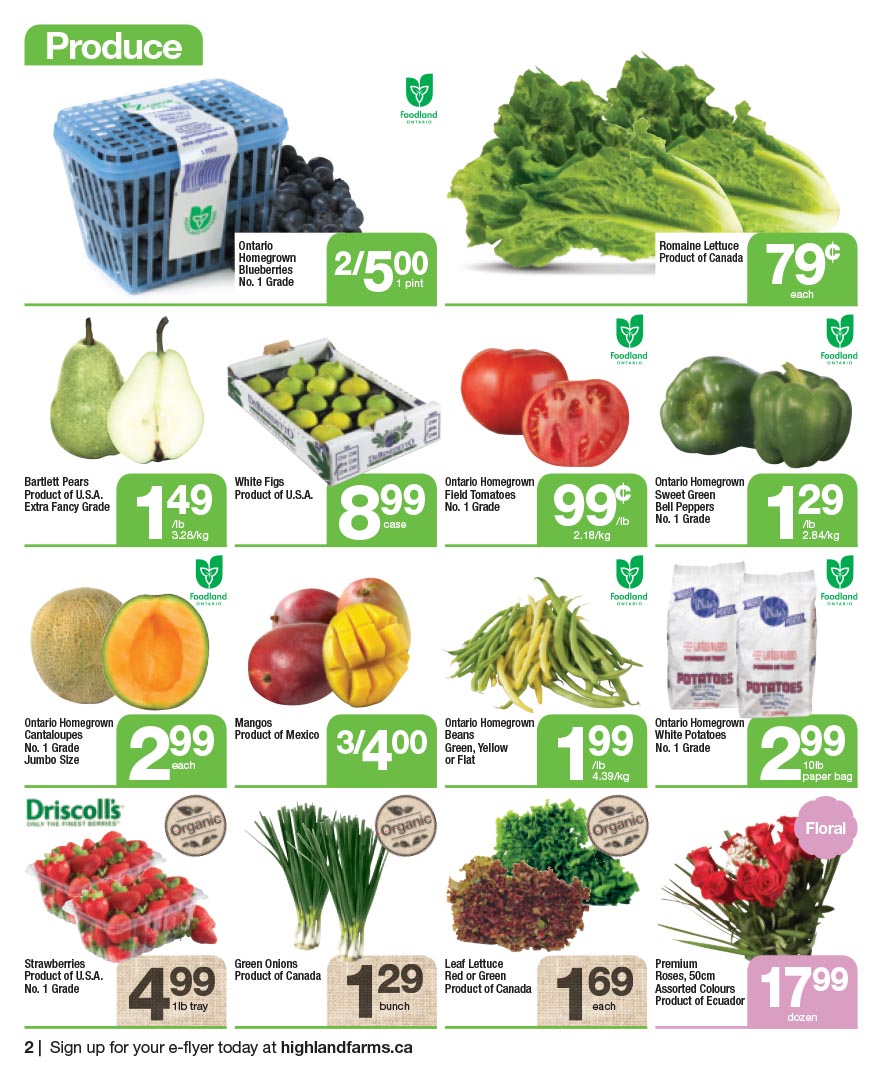 Produce
Foodland
ONTARIO
1 PINT
Ontario
Homegrown
Blueberries
No. 1 Grade
2/5.00
1 pint
Romaine Lettuce
Product of Canada
79¢
each
Bartlett Pears
Product of U.S.A.
Extra Fancy Grade
1.49
/lb
3.28/kg
White Figs
Product of U.S.A.
8.99
case
Foodland
ONTARIO
Ontario Homegrown
Field Tomatoes
No. 1 Grade
99¢
/lb
2.18/kg
Foodland
ONTARIO
Ontario Homegrown
Sweet Green
Bell Peppers
No. 1 Grade
1.29
/lb
2.84/kg
Foodland
ONTARIO
Ontario Homegrown
Cantaloupes
No. 1 Grade
Jumbo Size
2.99
each
Mangos
Product of Mexico
3/4.00
Foodland
ONTARIO
Ontario Homegrown
Beans
Green, Yellow
or Flat
1.99
/lb
4.39/kg
Foodland
ONTARIO
POTATOES
POTATOES
Ontario Homegrown
White Potatoes
No. 1 Grade
2.99
10lb
paper bag
Driscoll's
ONLY THE FINEST BERRIES
Organic
Strawberries
Product of U.S.A.
No. 1 Grade
4.99
1lb tray
Organic
Green Onions
Product of Canada
1.29
bunch
Organic
Leaf Lettuce
Red or Green
Product of Canada
1.69
each
Floral
Premium
Roses, 50cm
Assorted Colours
Product of Ecuador
17.99
dozen
2 | Sign up for your e-flyer today at highlandfarms.ca